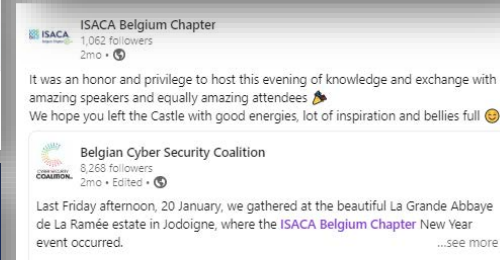 ISACA
ISACA Belgium Chapter
1,062 followers
2mo •
It was an honor and privilege to host this evening of knowledge and exchange with
amazing speakers and equally amazing attendees 🎉
We hope you left the Castle with good energies, lot of inspiration and bellies full 😊
CYBER SECURITY
COALITION
Belgian Cyber Security Coalition
8,268 followers
2mo • Edited •
Last Friday afternoon, 20 January, we gathered at the beautiful La Grande Abbaye
de La Ramée estate in Jodoigne, where the ISACA Belgium Chapter New Year
event occurred. ...see more